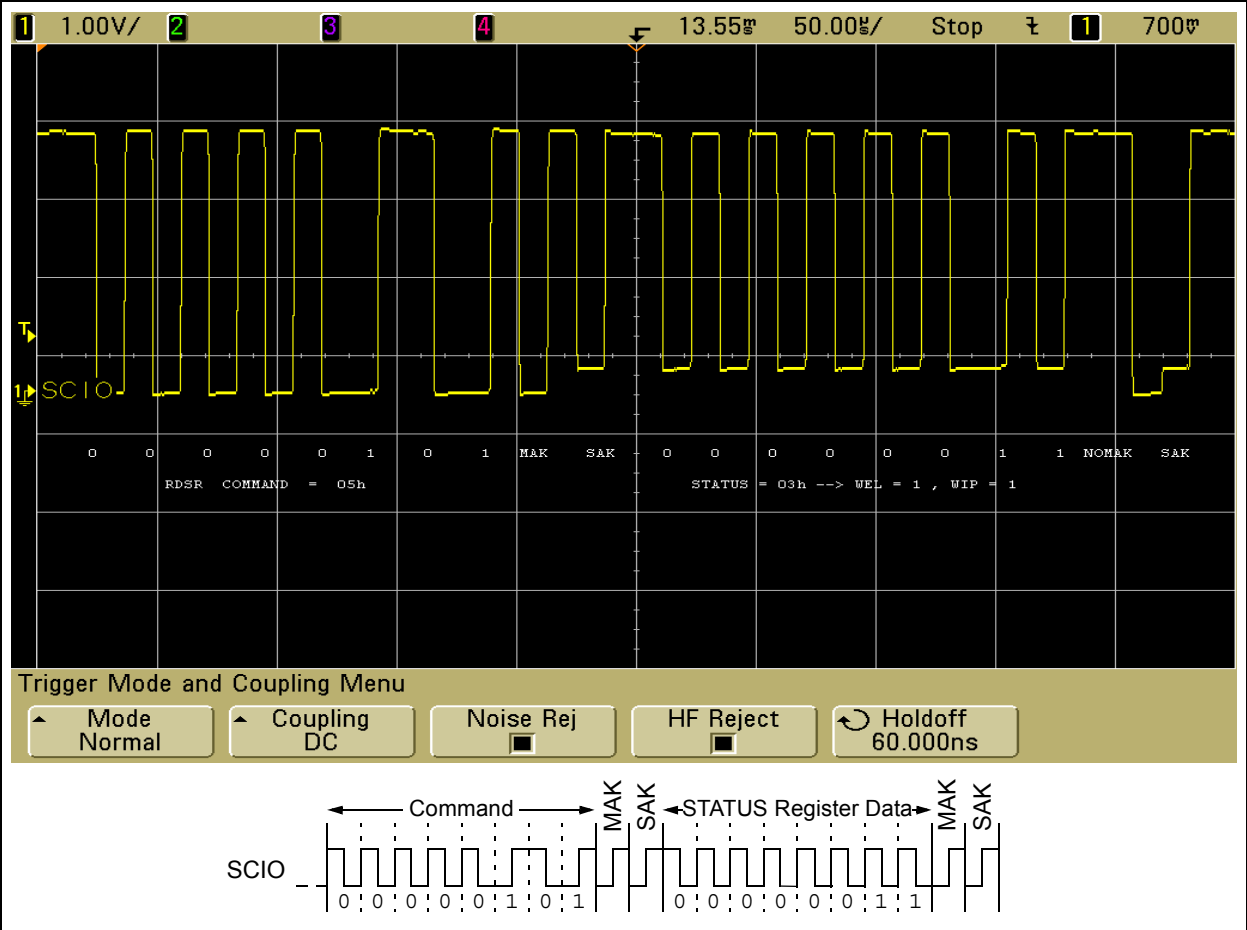 1 1.00V/ 2 3 4 13.55ms 50.00us/ Stop 1 700mV
T
1 SCIO
0 0 0 0 0 1 0 1 MAK SAK 0 0 0 0 0 0 1 1 NOMAK SAK
RDSR COMMAND = 05h STATUS = 03h --> WEL = 1 , WIP = 1
Trigger Mode and Coupling Menu
Mode Normal
Coupling DC
Noise Rej
HF Reject
Holdoff 60.000ns
Command MAK SAK STATUS Register Data MAK SAK
SCIO
0 0 0 0 0 1 0 1 0 0 0 0 0 0 1 1